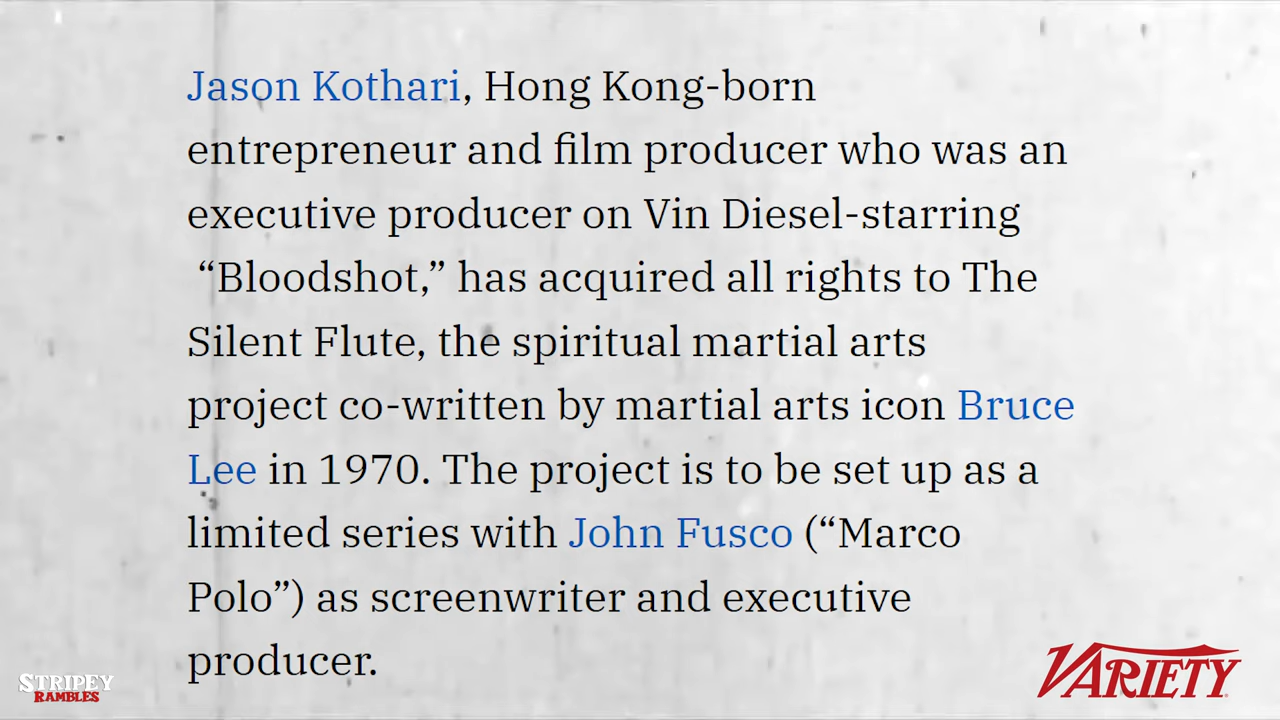 Jason Kothari, Hong Kong-born
entrepreneur and film producer who was an
executive producer on Vin Diesel-starring
“Bloodshot,” has acquired all rights to The
Silent Flute, the spiritual martial arts
project co-written by martial arts icon Bruce
Lee in 1970. The project is to be set up as a
limited series with John Fusco (“Marco
Polo”) as screenwriter and executive
producer.
STRIPEY
RAMBLES
VARIETY